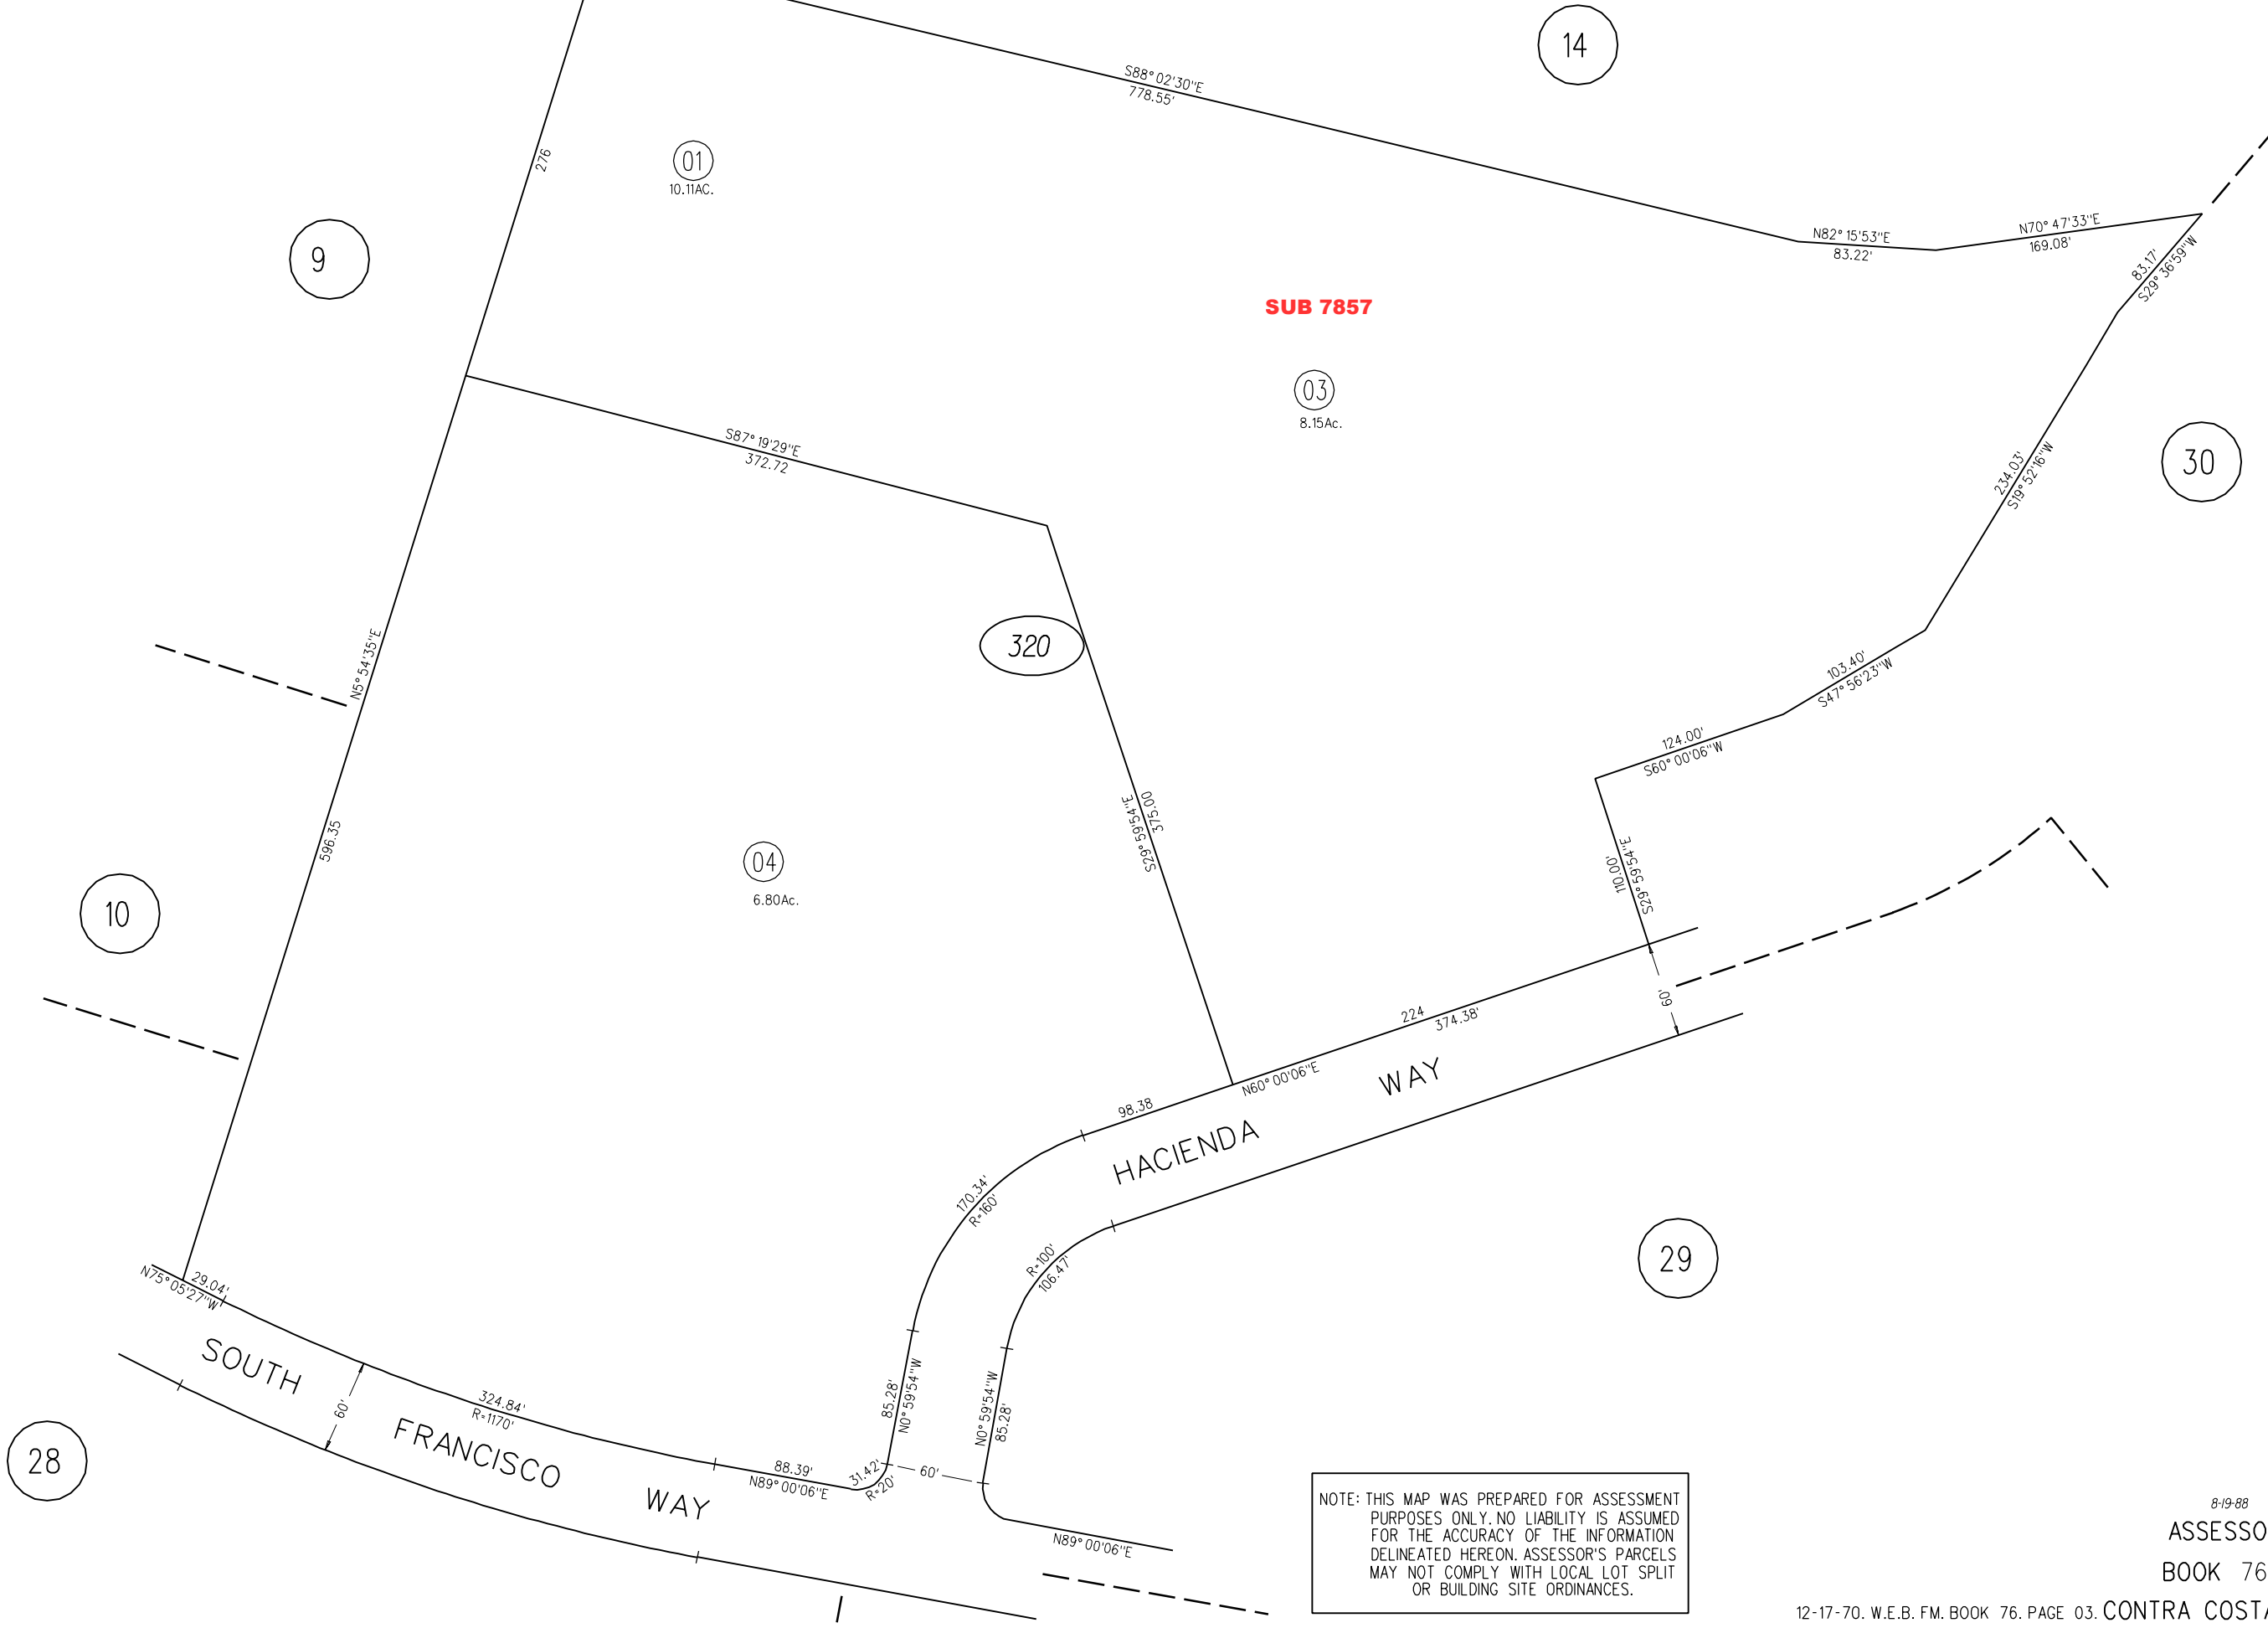 14
S88°02'30"E
778.55'
276
01
10.11AC.
9
N82°15'53"E
83.22'
N70°47'33"E
169.08'
83.17'
S29°36'59"W
SUB 7857
03
8.15Ac.
S87°19'29"E
372.72
30
234.03'
S19°52'16"W
320
N5°54'35"E
103.40'
S47°56'23"W
124.00'
S60°00'06"W
375.00
S29°59'54"E
596.35
04
6.80Ac.
110.00'
S29°59'54"E
10
60'
224
374.38'
N60°00'06"E
98.38
HACIENDA WAY
170.34'
R=160'
R=100'
106.47'
29
29.04'
N75°05'27"W
SOUTH FRANCISCO WAY
60'
324.84'
R=1170'
85.28'
N0°59'54"W
N0°59'54"W
85.28'
28
88.39'
N89°00'06"E
31.42'
R=20'
60'
N89°00'06"E
NOTE: THIS MAP WAS PREPARED FOR ASSESSMENT
PURPOSES ONLY. NO LIABILITY IS ASSUMED
FOR THE ACCURACY OF THE INFORMATION
DELINEATED HEREON. ASSESSOR'S PARCELS
MAY NOT COMPLY WITH LOCAL LOT SPLIT
OR BUILDING SITE ORDINANCES.
8-19-88
ASSESSO
BOOK 76
12-17-70. W.E.B. FM. BOOK 76. PAGE 03. CONTRA COSTA